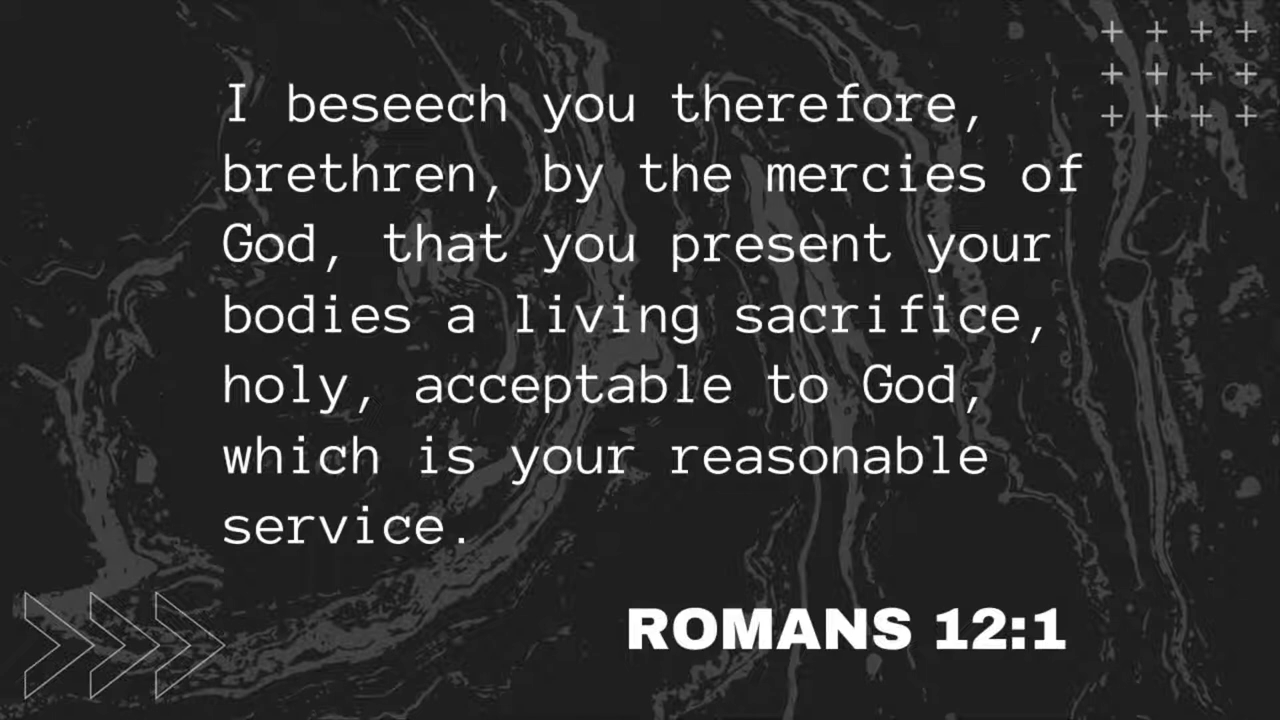 I beseech you therefore,
brethren, by the mercies of
God, that you present your
bodies a living sacrifice,
holy, acceptable to God,
which is your reasonable
service.
ROMANS 12:1